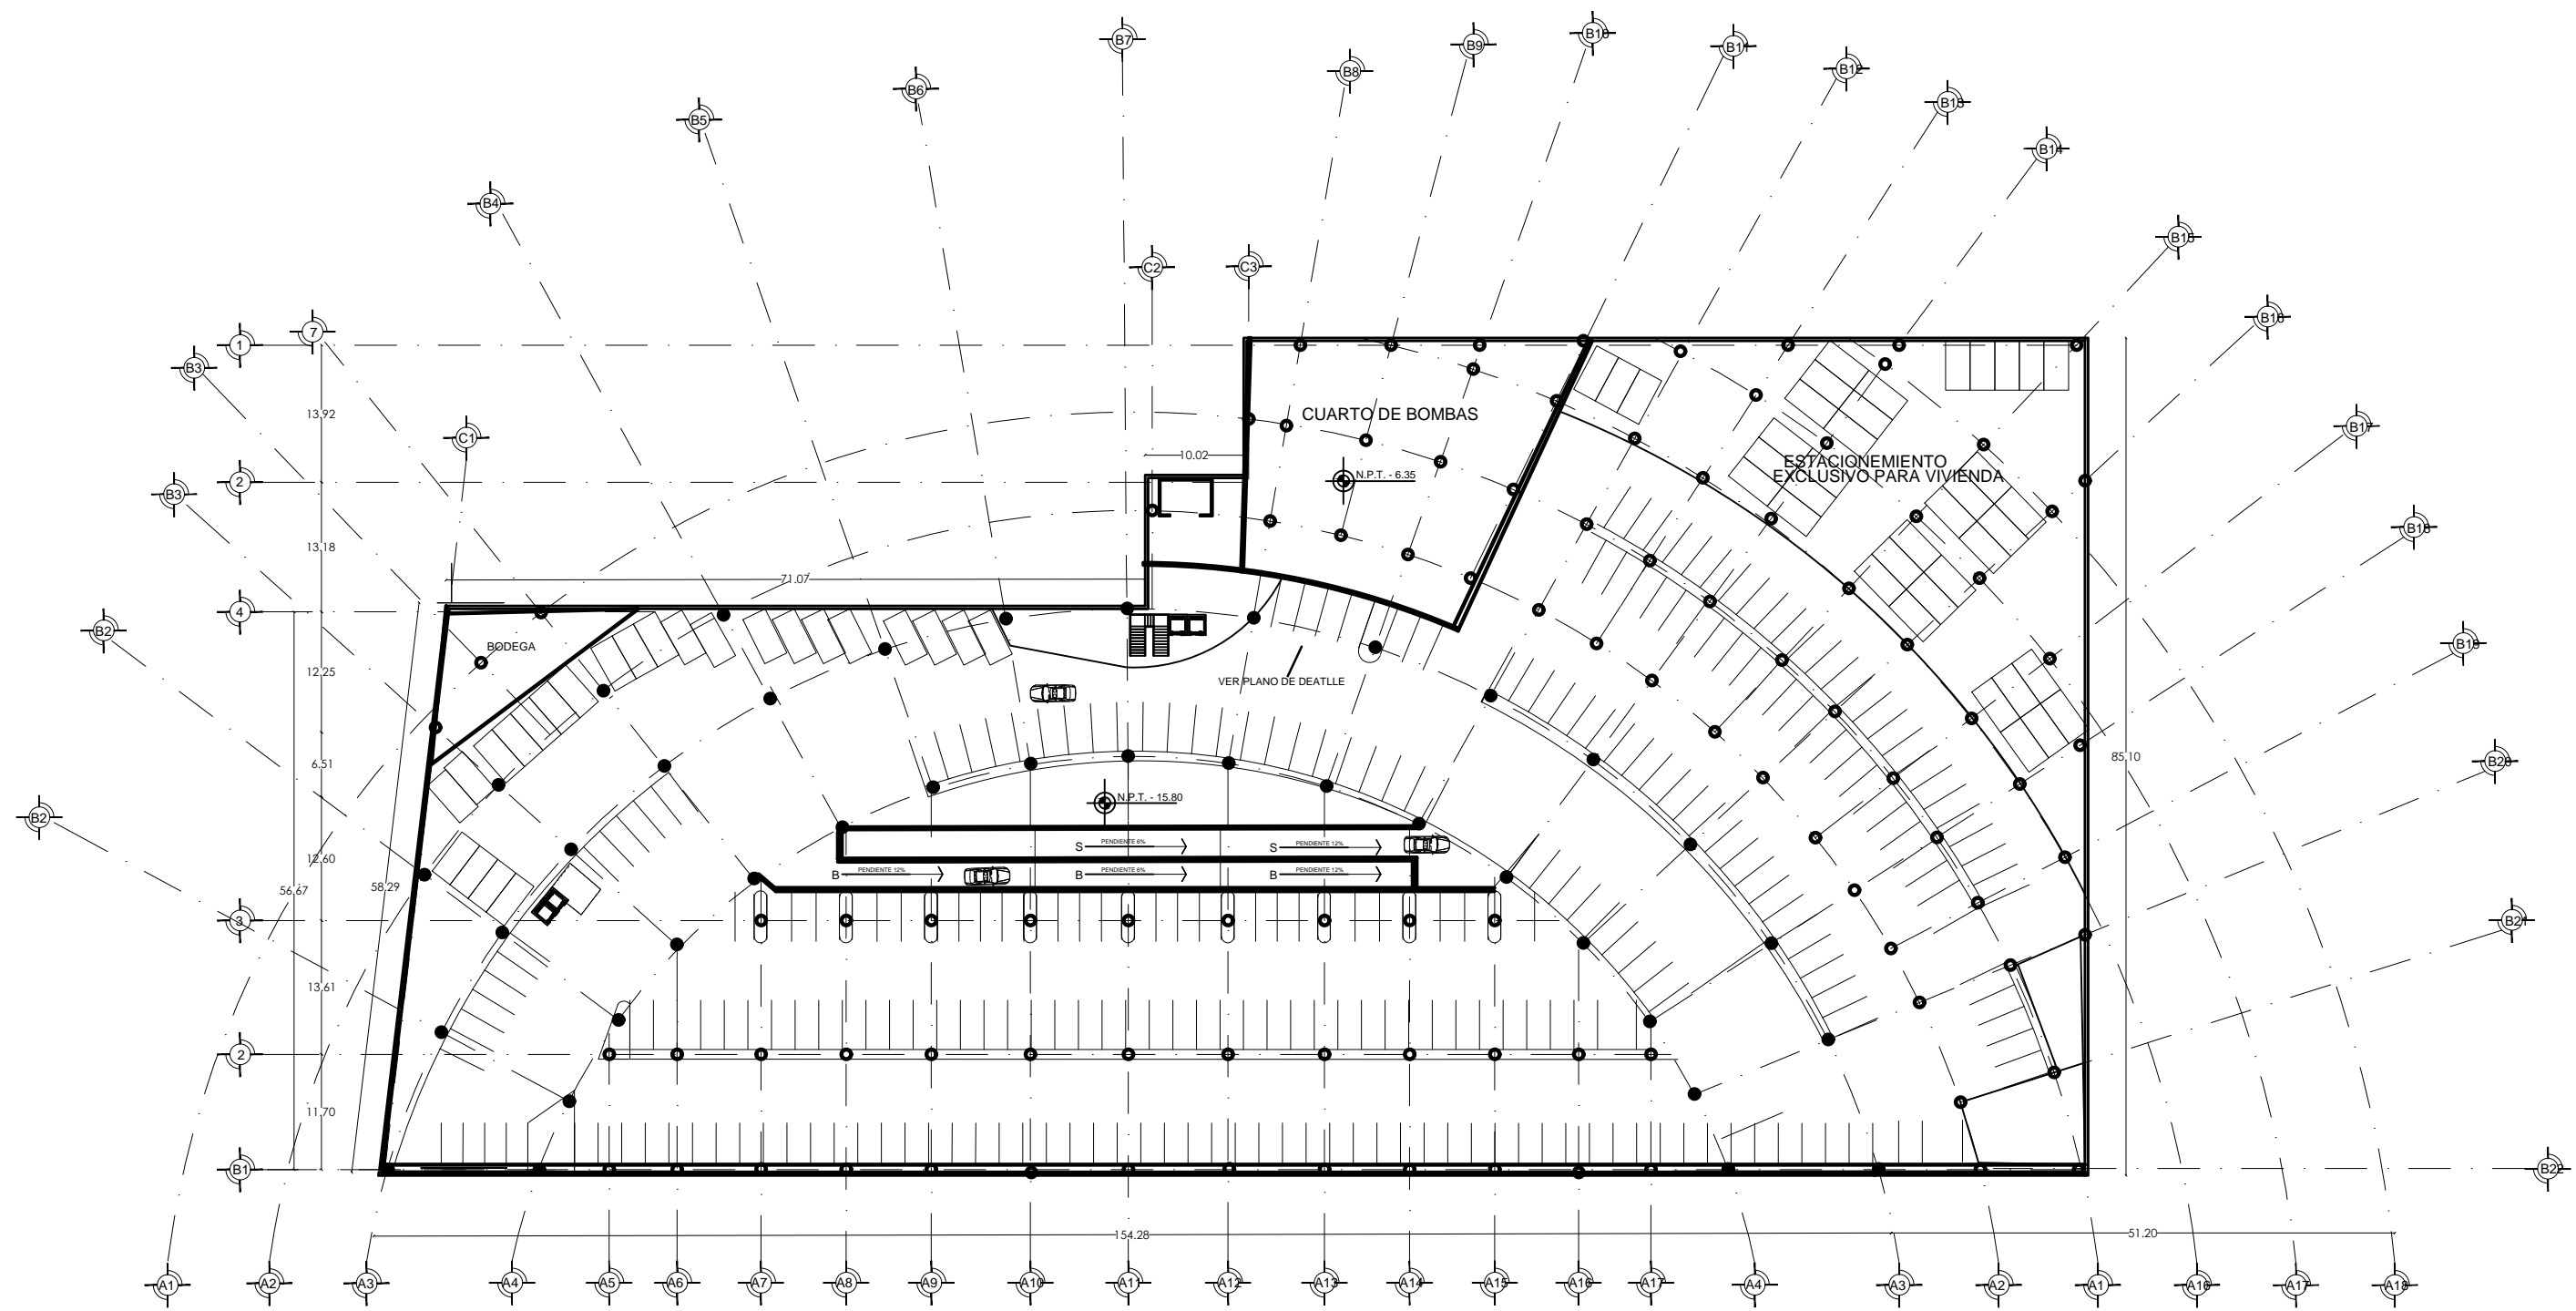 B7
B10
B9
B11
B8
B12
B6
B13
B5
B14
B4
B15
C2
C3
B16
7
1
B3
13.92
CUARTO DE BOMBAS
B17
C1
10.02
ESTACIONEMIENTO
EXCLUSIVO PARA VIVIENDA
N.P.T. - 6.35
2
B3
B18
13.18
71.07
4
B2
BODEGA
B19
12.25
VER PLANO DE DEATLLE
85.10
6.51
B20
N.P.T. - 15.80
B2
S
PENDIENTE 6%
S
PENDIENTE 12%
12.60
B
PENDIENTE 12%
B
PENDIENTE 6%
B
PENDIENTE 12%
56.67
58.29
3
B21
13.61
2
11.70
B1
B22
154.28
51.20
A1
A2
A3
A4
A5
A6
A7
A8
A9
A10
A11
A12
A13
A14
A15
A16
A17
A4
A3
A2
A1
A16
A17
A18